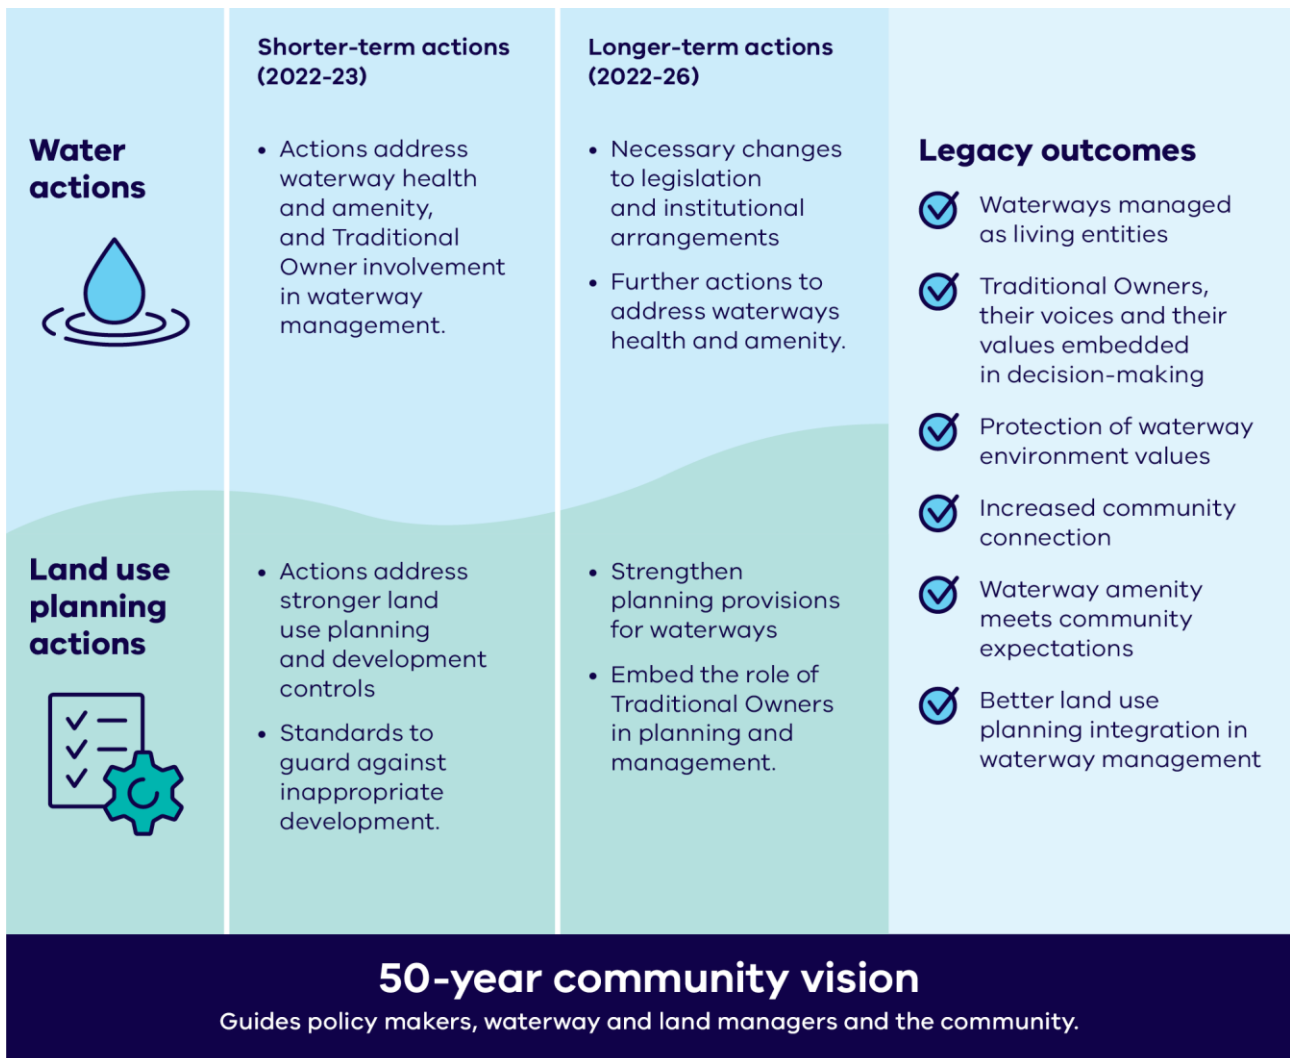 Shorter-term actions
(2022-23)
Longer-term actions
(2022-26)
Water
actions
• Actions address
waterway health
and amenity,
and Traditional
Owner involvement
in waterway
management.
• Necessary changes
to legislation
and institutional
arrangements
• Further actions to
address waterways
health and amenity.
Land use
planning
actions
• Actions address
stronger land
use planning
and development
controls
• Standards to
guard against
inappropriate
development.
• Strengthen
planning provisions
for waterways
• Embed the role of
Traditional Owners
in planning and
management.
Legacy outcomes
Waterways managed
as living entities
Traditional Owners,
their voices and their
values embedded
in decision-making
Protection of waterway
environment values
Increased community
connection
Waterway amenity
meets community
expectations
Better land use
planning integration in
waterway management
50-year community vision
Guides policy makers, waterway and land managers and the community.